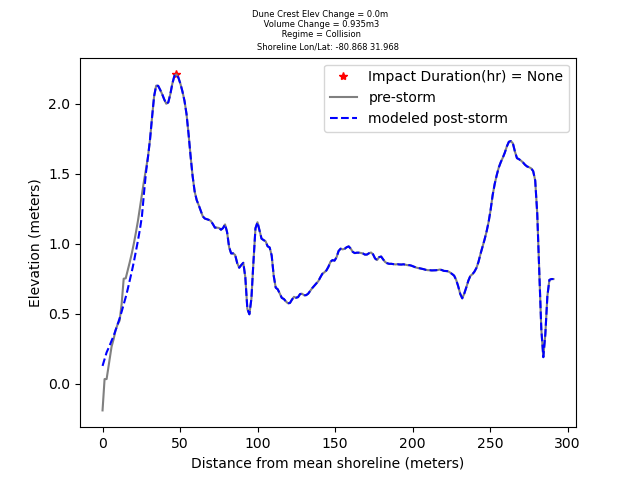 Dune Crest Elev Change = 0.0m
Volume Change = 0.935m3
Regime = Collision
Shoreline Lon/Lat: -80.868 31.968
Impact Duration(hr) = None
pre-storm
modeled post-storm
2.0
1.5
1.0
0.5
0.0
Elevation (meters)
0
50
100
150
200
250
300
Distance from mean shoreline (meters)